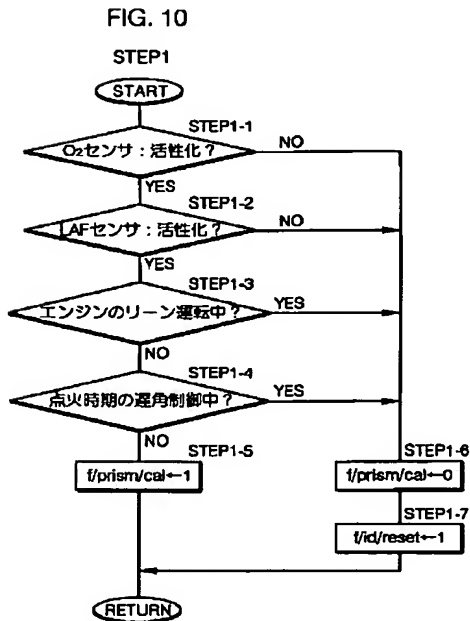 FIG. 10
STEP1
START
STEP1-1
O₂センサ：活性化？
NO
YES
STEP1-2
LAFセンサ：活性化？
NO
YES
STEP1-3
エンジンのリーン運転中？
YES
NO
STEP1-4
点火時期の遅角制御中？
YES
NO
STEP1-5
f/prism/cal←1
STEP1-6
f/prism/cal←0
STEP1-7
f/id/reset←1
RETURN